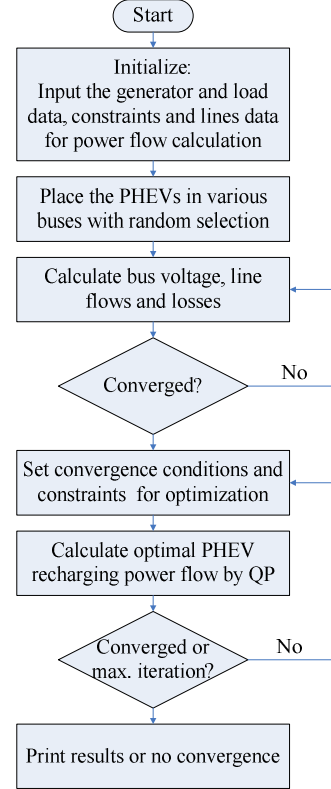 Start
Initialize:
Input the generator and load
data, constraints and lines data
for power flow calculation
Place the PHEVs in various
buses with random selection
Calculate bus voltage, line
flows and losses
Converged?
No
Set convergence conditions and
constraints for optimization
Calculate optimal PHEV
recharging power flow by QP
Converged or
max. iteration?
No
Print results or no convergence